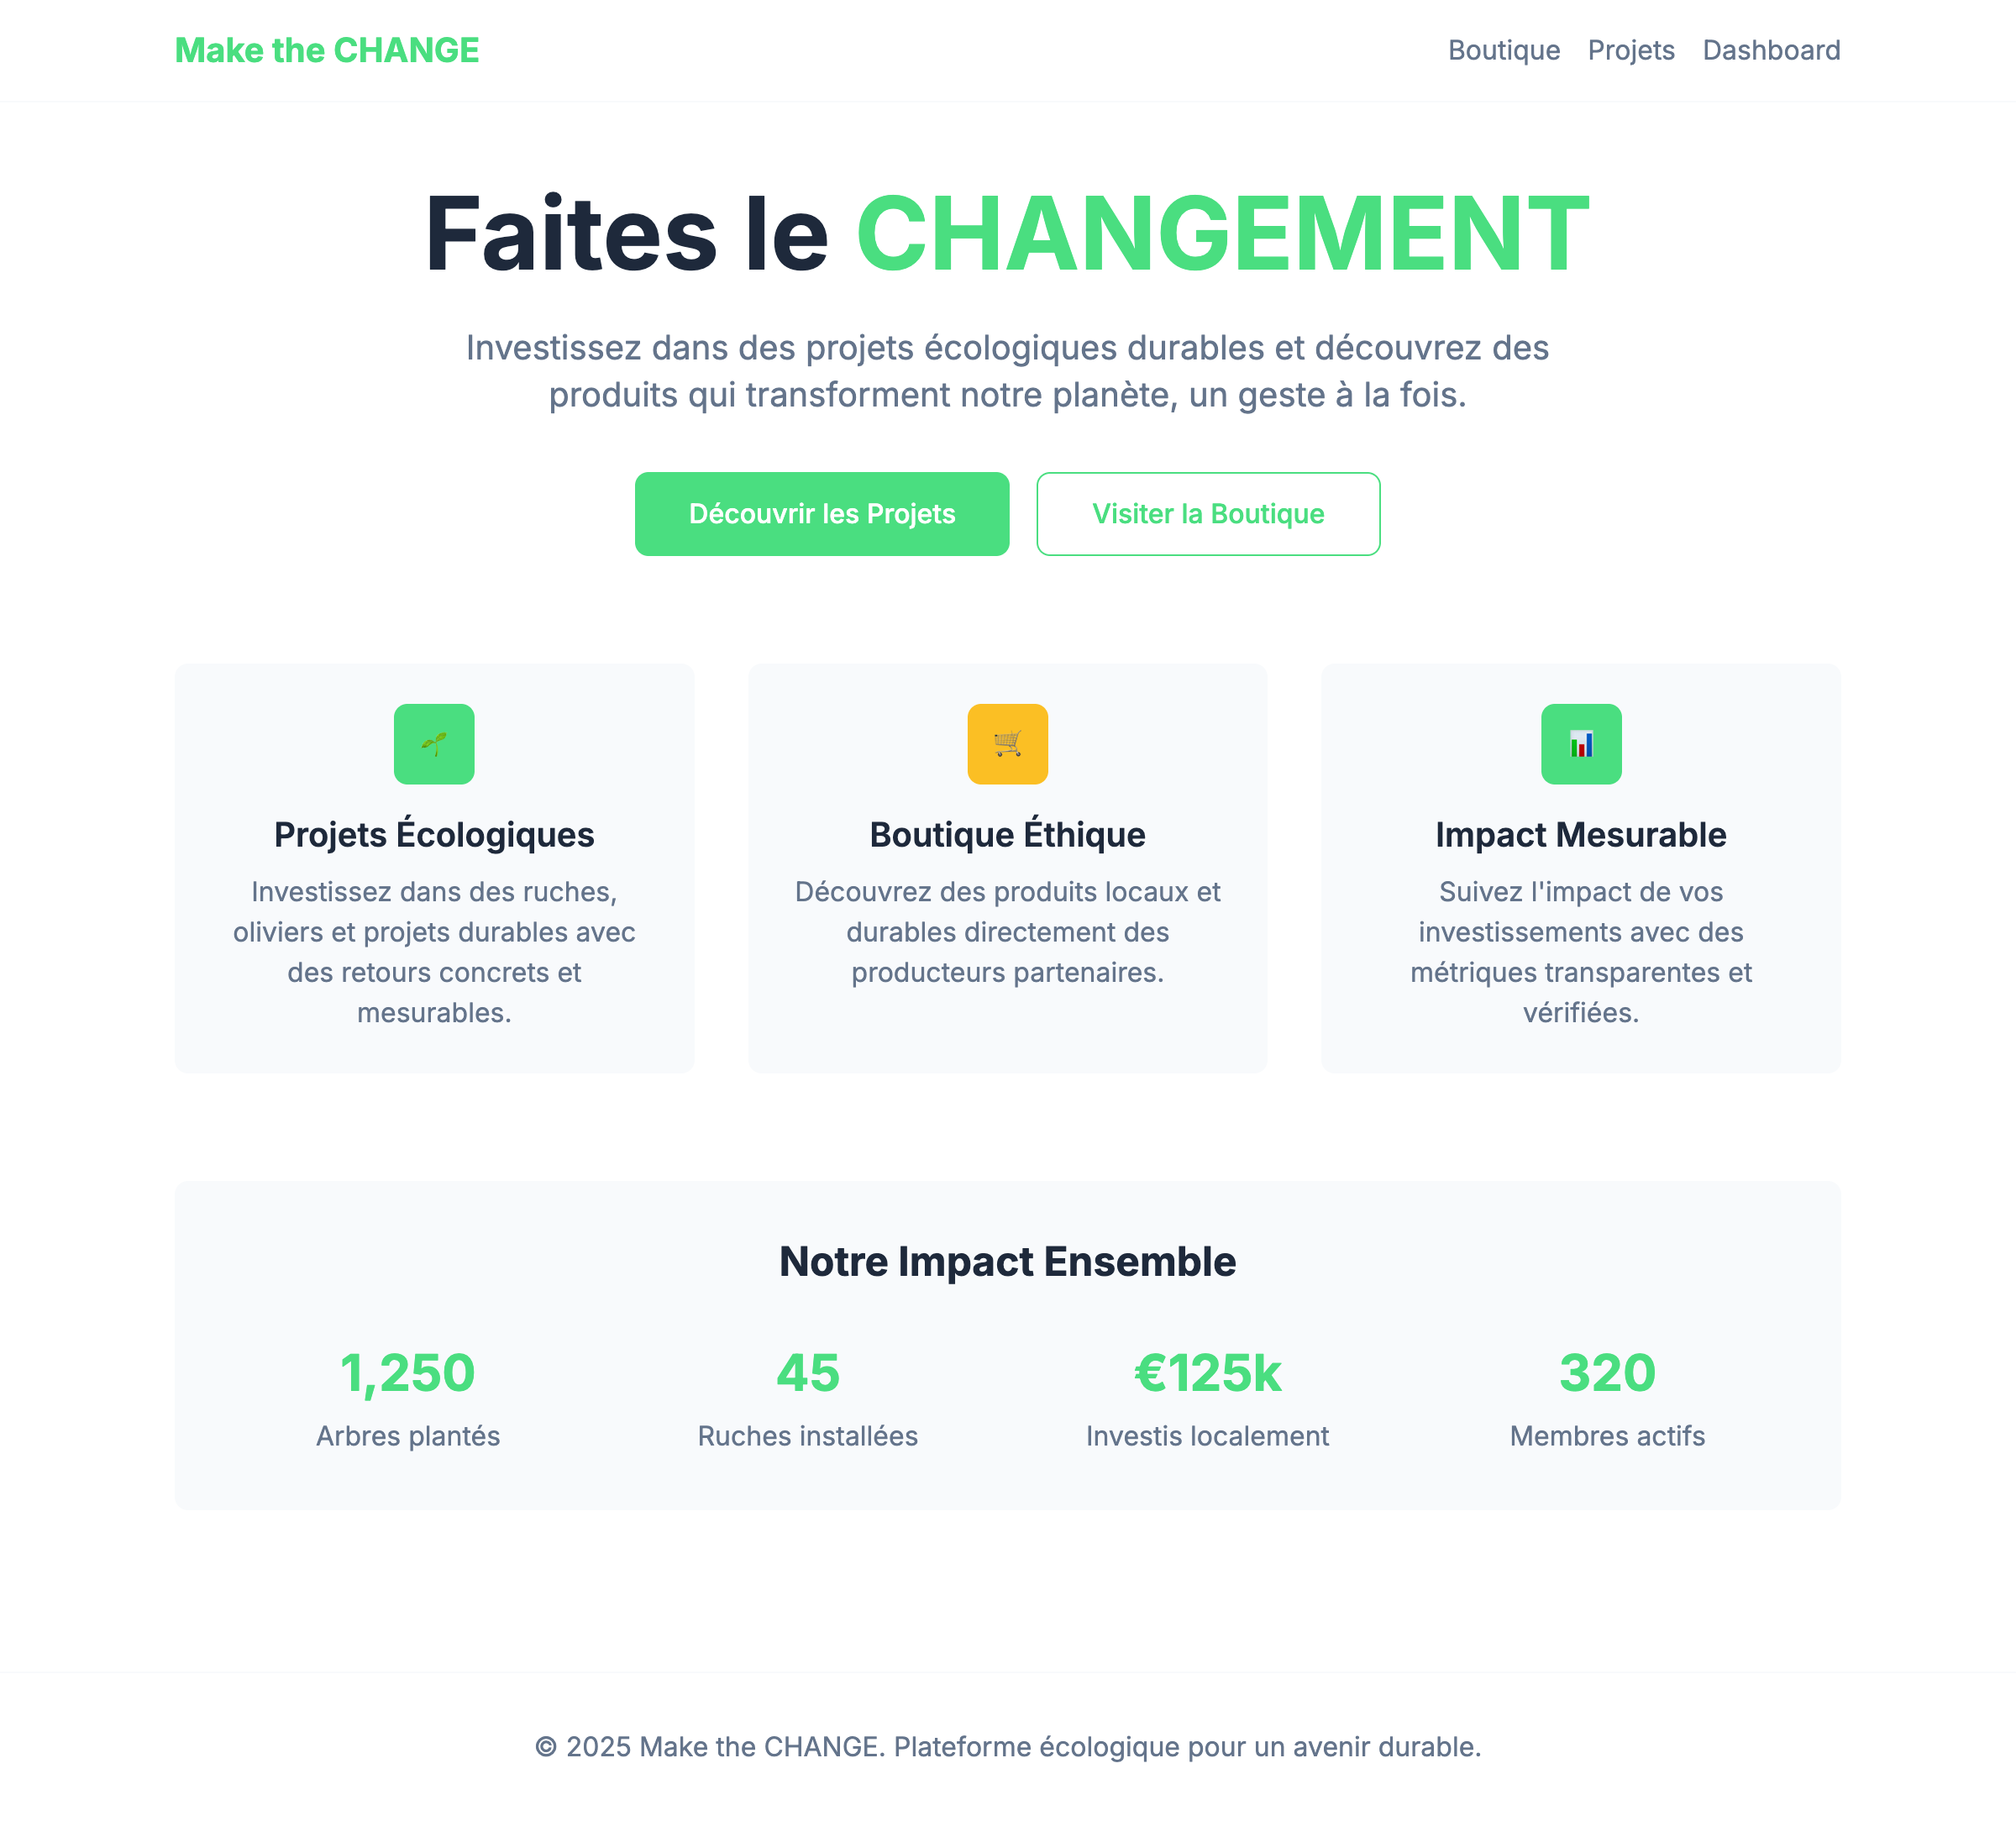 Make the CHANGE
Boutique Projets Dashboard
Faites le CHANGEMENT
Investissez dans des projets écologiques durables et découvrez des
produits qui transforment notre planète, un geste à la fois.
Découvrir les Projets
Visiter la Boutique
Projets Écologiques
Investissez dans des ruches,
oliviers et projets durables avec
des retours concrets et
mesurables.
Boutique Éthique
Découvrez des produits locaux et
durables directement des
producteurs partenaires.
Impact Mesurable
Suivez l'impact de vos
investissements avec des
métriques transparentes et
vérifiées.
Notre Impact Ensemble
1,250
Arbres plantés
45
Ruches installées
€125k
Investis localement
320
Membres actifs
© 2025 Make the CHANGE. Plateforme écologique pour un avenir durable.